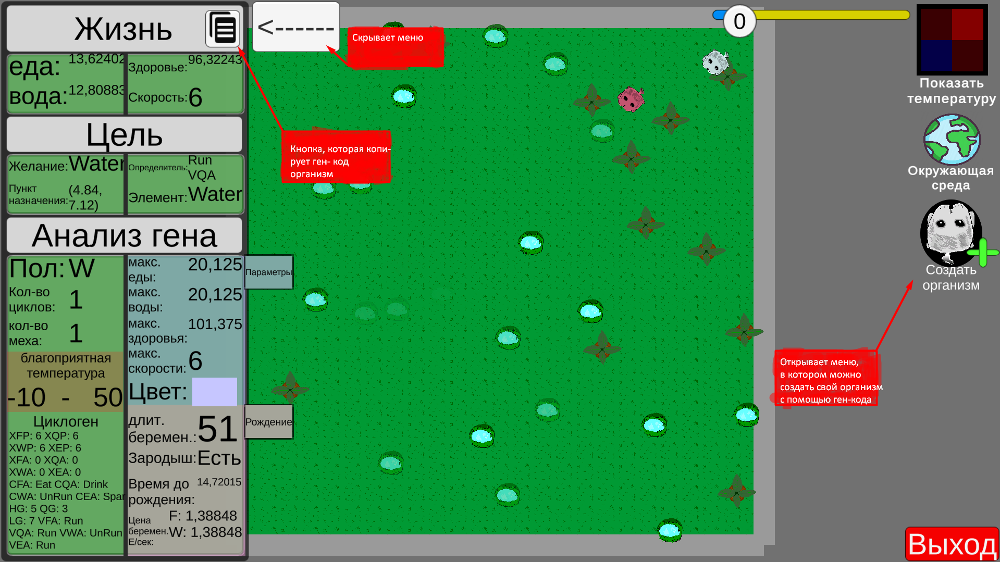 Жизнь
еда: 13,62402
вода: 12,80883
Здоровье: 96,32243
Скорость: 6
Цель
Желание: Water
Пункт
назначения: (4.84,
7.12)
Определитель: Run
VQA
Элемент: Water
Анализ гена
Пол: W
Кол-во
циклов: 1
кол-во
меха: 1
благоприятная
температура
-10 - 50
Циклоген
XFP: 6 XQP: 6
XWP: 6 XEP: 6
XFA: 0 XQA: 0
XWA: 0 XEA: 0
CFA: Eat CQA: Drink
CWA: UnRun CEA: Spar
HG: 5 QG: 3
LG: 7 VFA: Run
VQA: Run VWA: UnRun
VEA: Run
макс.
еды: 20,125
макс.
воды: 20,125
макс.
здоровья: 101,375
макс.
скорости: 6
Цвет:
длит.
беремен.: 51
Зародыш: Есть
Время до
рождения: 14,72015
Цена
беремен.
Е/сек:
F: 1,38848
W: 1,38848
Параметры
Рождение
<------
Скрывает меню
Кнопка, которая копи-
рует ген- код
организм
0
Показать
температуру
Окружающая
среда
Создать
организм
Открывает меню,
в котором можно
создать свой организм
с помощью ген-кода
Выход